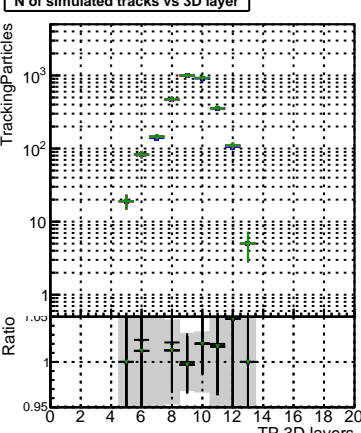 N of simulated tracks vs 3D layer
TrackingParticles
10³
10²
10
1
Ratio
1.05
1
0.95
0 2 4 6 8 10 12 14 16 18 20
TP 3D layers